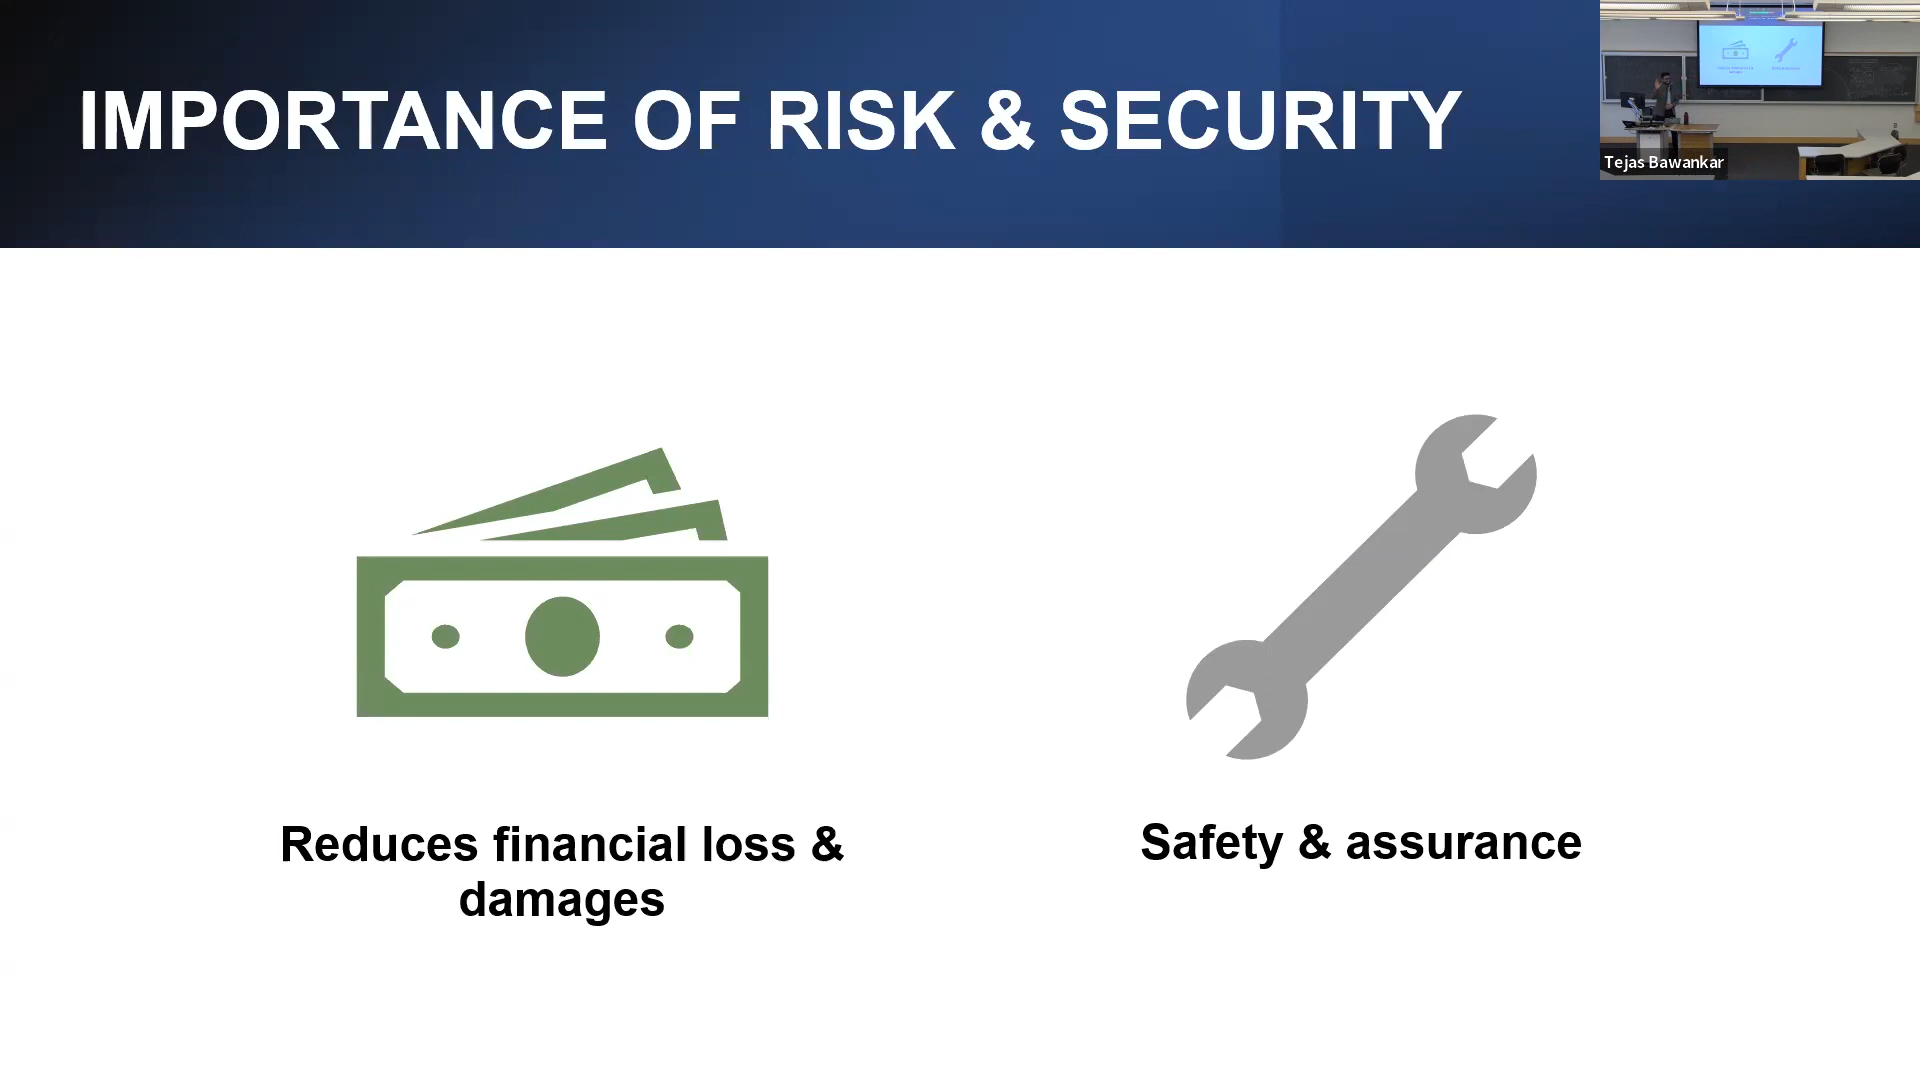 IMPORTANCE OF RISK & SECURITY
Tejas Bawankar
Reduces financial loss &
damages
Safety & assurance